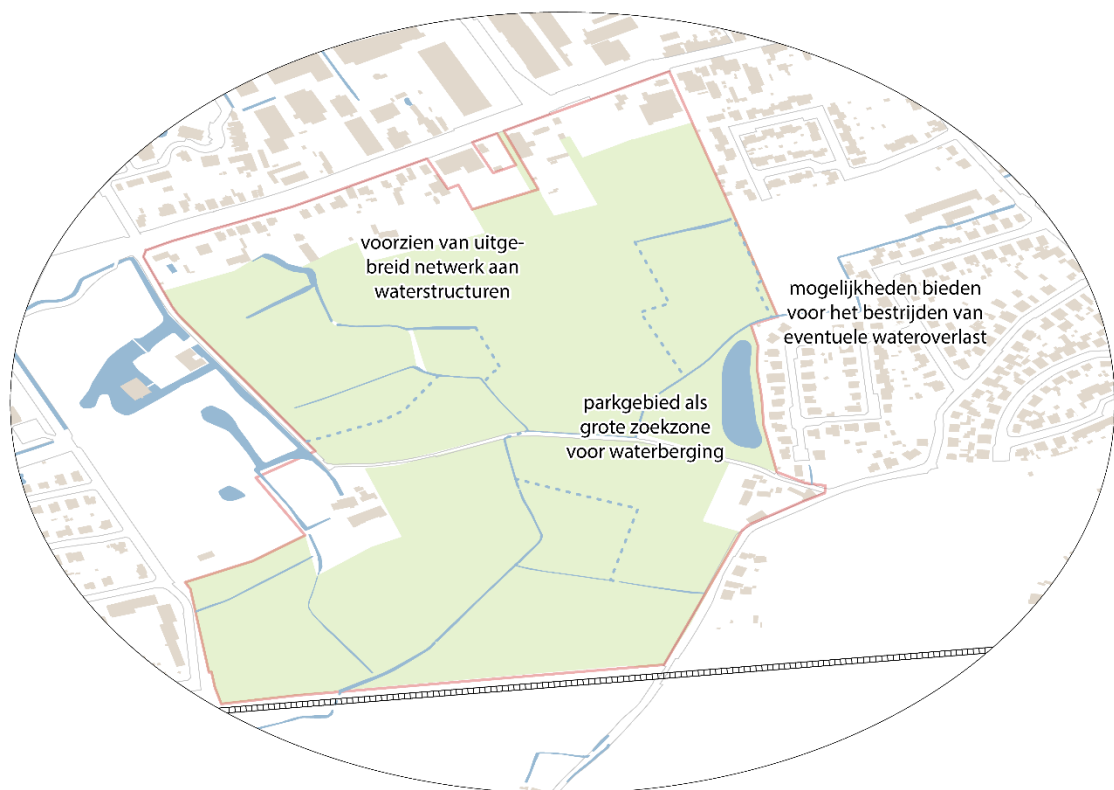 voorzien van uitge-
breid netwerk aan
waterstructuren
mogelijkheden bieden
voor het bestrijden van
eventuele wateroverlast
parkgebied als
grote zoekzone
voor waterberging